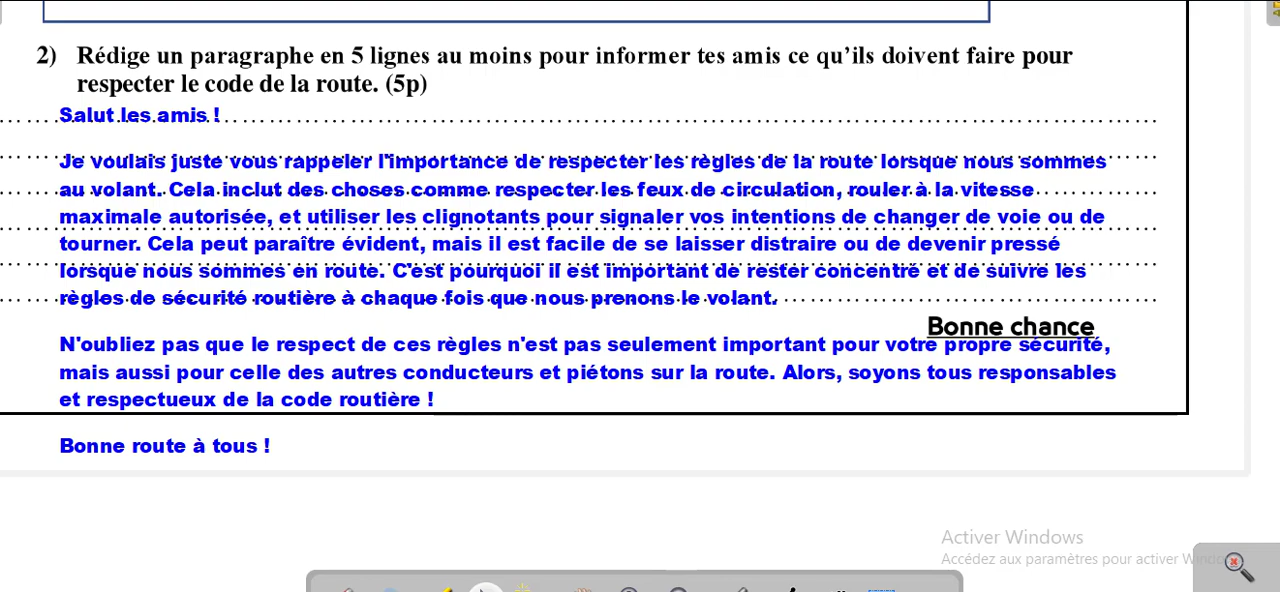 2) Rédige un paragraphe en 5 lignes au moins pour informer tes amis ce qu’ils doivent faire pour
respecter le code de la route. (5p)
Salut les amis !
Je voulais juste vous rappeler l'importance de respecter les règles de la route lorsque nous sommes
au volant. Cela inclut des choses comme respecter les feux de circulation, rouler à la vitesse
maximale autorisée, et utiliser les clignotants pour signaler vos intentions de changer de voie ou de
tourner. Cela peut paraître évident, mais il est facile de se laisser distraire ou de devenir pressé
lorsque nous sommes en route. C'est pourquoi il est important de rester concentré et de suivre les
règles de sécurité routière à chaque fois que nous prenons le volant.
Bonne chance
N'oubliez pas que le respect de ces règles n'est pas seulement important pour votre propre sécurité,
mais aussi pour celle des autres conducteurs et piétons sur la route. Alors, soyons tous responsables
et respectueux de la code routière !
Bonne route à tous !
Activer Windows
Accédez aux paramètres pour activer Windows